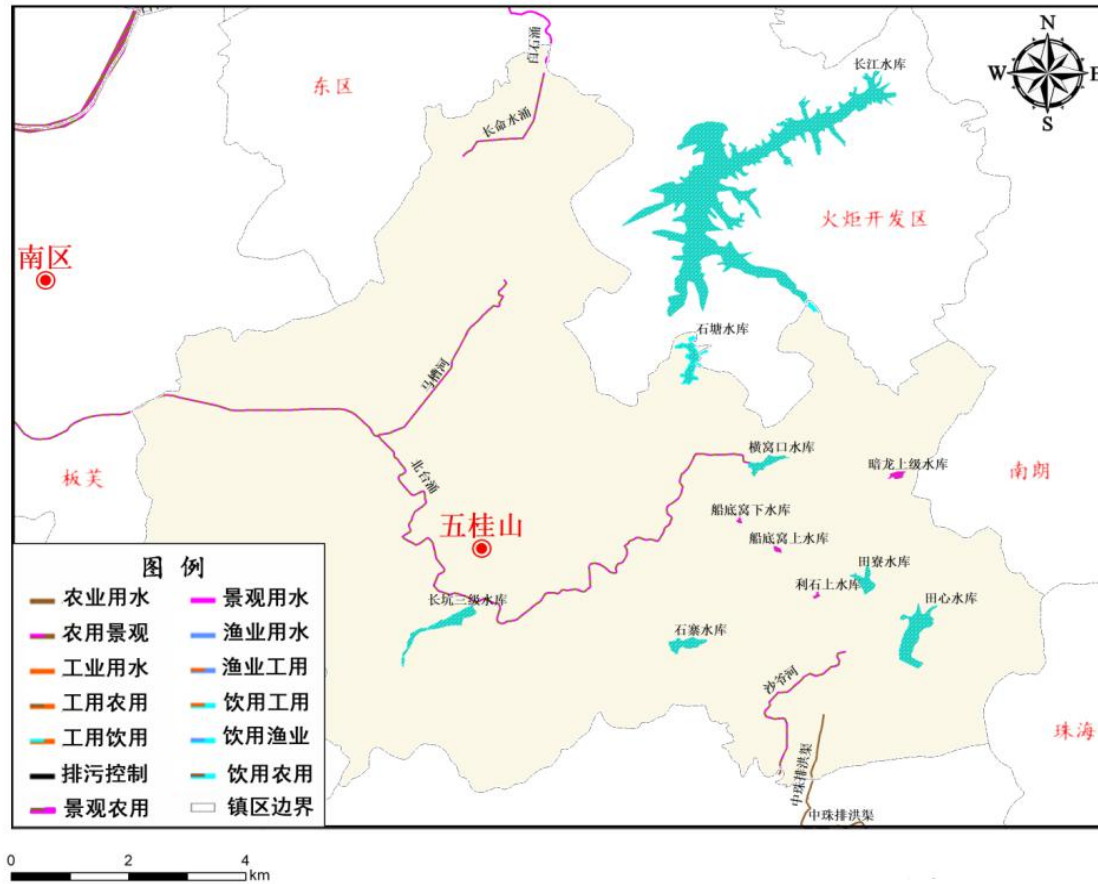 白石涌
N
W
E
S
长江水库
东区
长命水涌
火炬开发区
南区
石塘水库
马槽河
横窝口水库
暗龙上级水库
南朗
板芙
北台涌
船底窝下水库
五桂山
船底窝上水库
田寮水库
利石上水库
田心水库
长坑三级水库
石寨水库
沙爷河
珠海
中珠排洪渠
中珠排洪渠
图 例
农业用水
景观用水
农用景观
渔业用水
工业用水
渔业工用
工用农用
饮用工用
工用饮用
饮用渔业
排污控制
饮用农用
景观农用
镇区边界
0 2 4
km